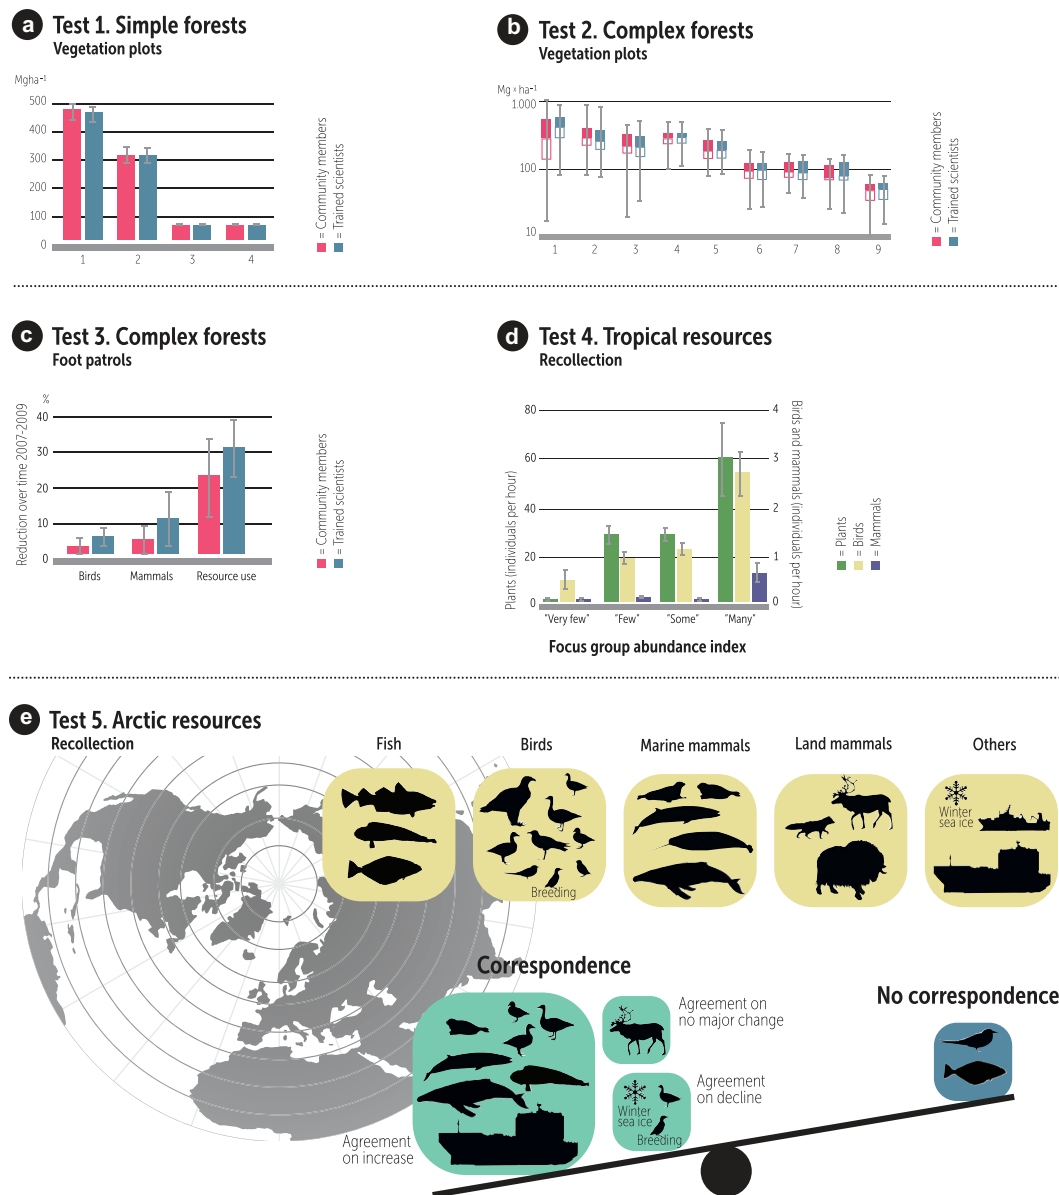 a Test 1. Simple forests
Vegetation plots
Mgha⁻¹
500
400
300
200
100
0
1 2 3 4
= Community members
= Trained scientists
b Test 2. Complex forests
Vegetation plots
Mg × ha⁻¹
1 000
100
10
1 2 3 4 5 6 7 8 9
= Community members
= Trained scientists
c Test 3. Complex forests
Foot patrols
Reduction over time 2007-2009
%
40
30
20
10
0
Birds Mammals Resource use
= Community members
= Trained scientists
d Test 4. Tropical resources
Recollection
Plants (individuals per hour)
80
60
40
20
0
4
3
2
1
0
Birds and mammals (individuals per hour)
"Very few" "Few" "Some" "Many"
Focus group abundance index
= Plants
= Birds
= Mammals
e Test 5. Arctic resources
Recollection
Fish
Birds
Marine mammals
Land mammals
Others
Breeding
Winter
sea ice
Correspondence
No correspondence
Agreement on
no major change
Agreement
on decline
Winter
sea ice
Breeding
Agreement
on increase